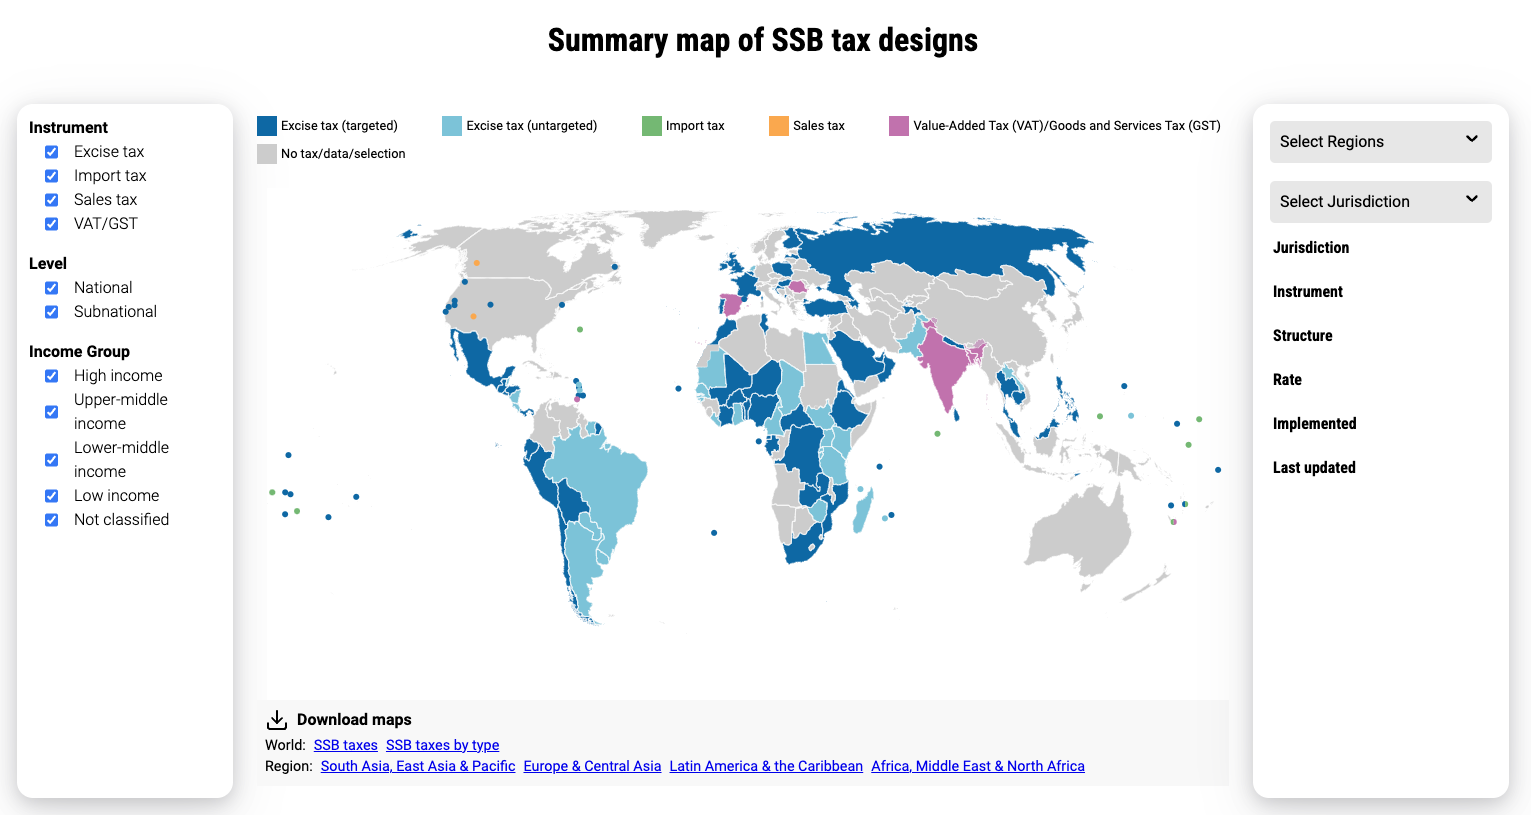 Summary map of SSB tax designs
Instrument
Excise tax
Import tax
Sales tax
VAT/GST
Level
National
Subnational
Income Group
High income
Upper-middle
income
Lower-middle
income
Low income
Not classified
Excise tax (targeted)
Excise tax (untargeted)
Import tax
Sales tax
Value-Added Tax (VAT)/Goods and Services Tax (GST)
No tax/data/selection
Download maps
World: SSB taxes SSB taxes by type
Region: South Asia, East Asia & Pacific Europe & Central Asia Latin America & the Caribbean Africa, Middle East & North Africa
Select Regions
Select Jurisdiction
Jurisdiction
Instrument
Structure
Rate
Implemented
Last updated